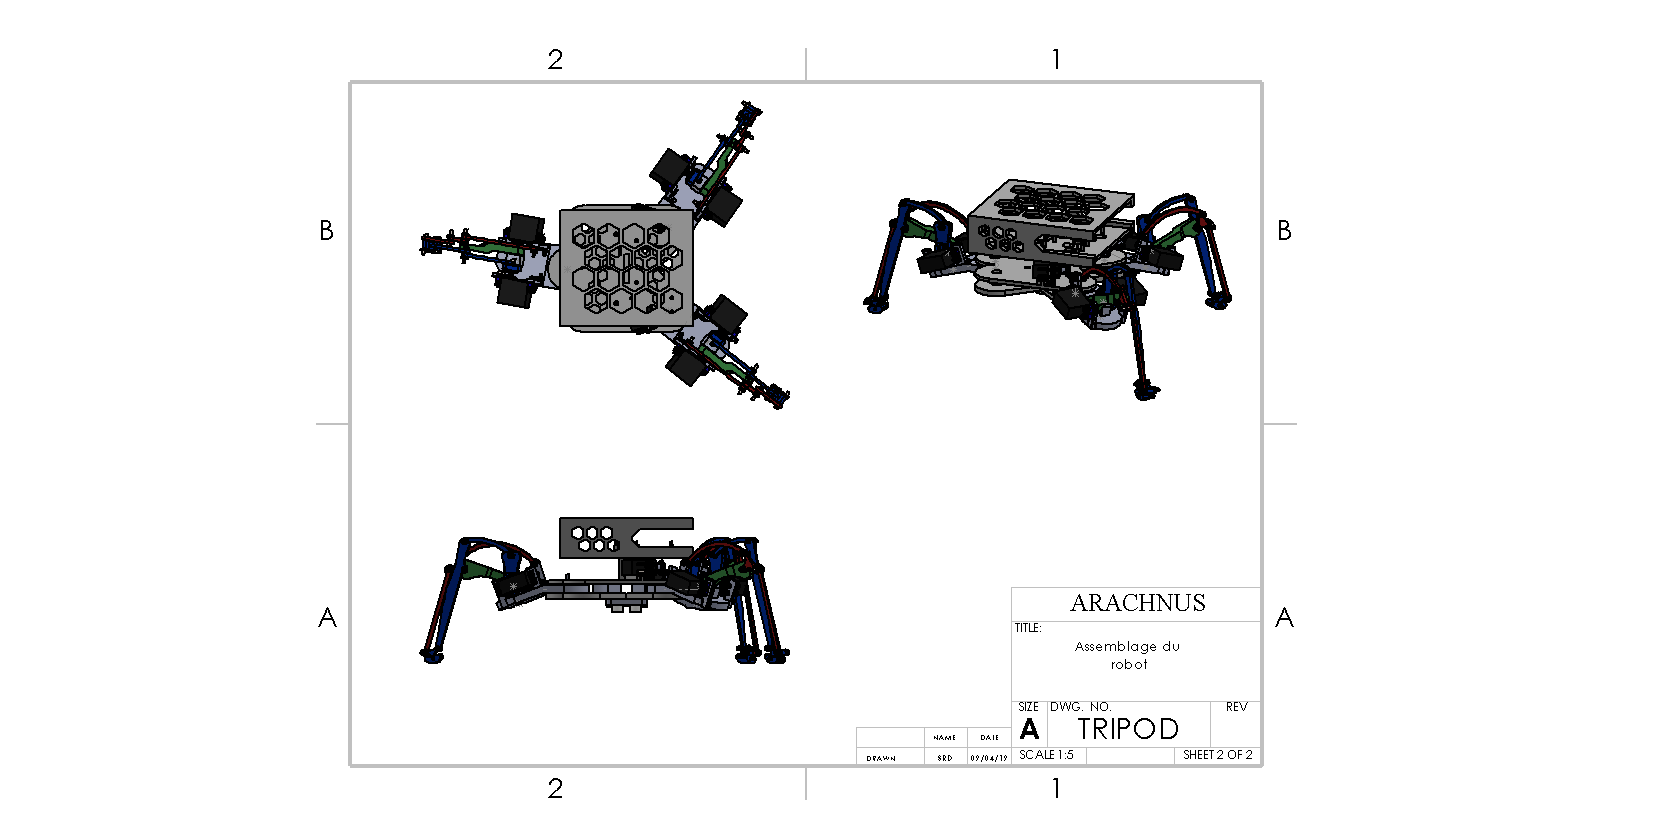 2 1
B B
A A
ARACHNUS
TITLE:
Assemblage du
robot
SIZE DWG. NO. REV
A TRIPOD
NAME DATE
DRAWN BRD 09/04/19
SCALE 1:5 SHEET 2 OF 2
2 1